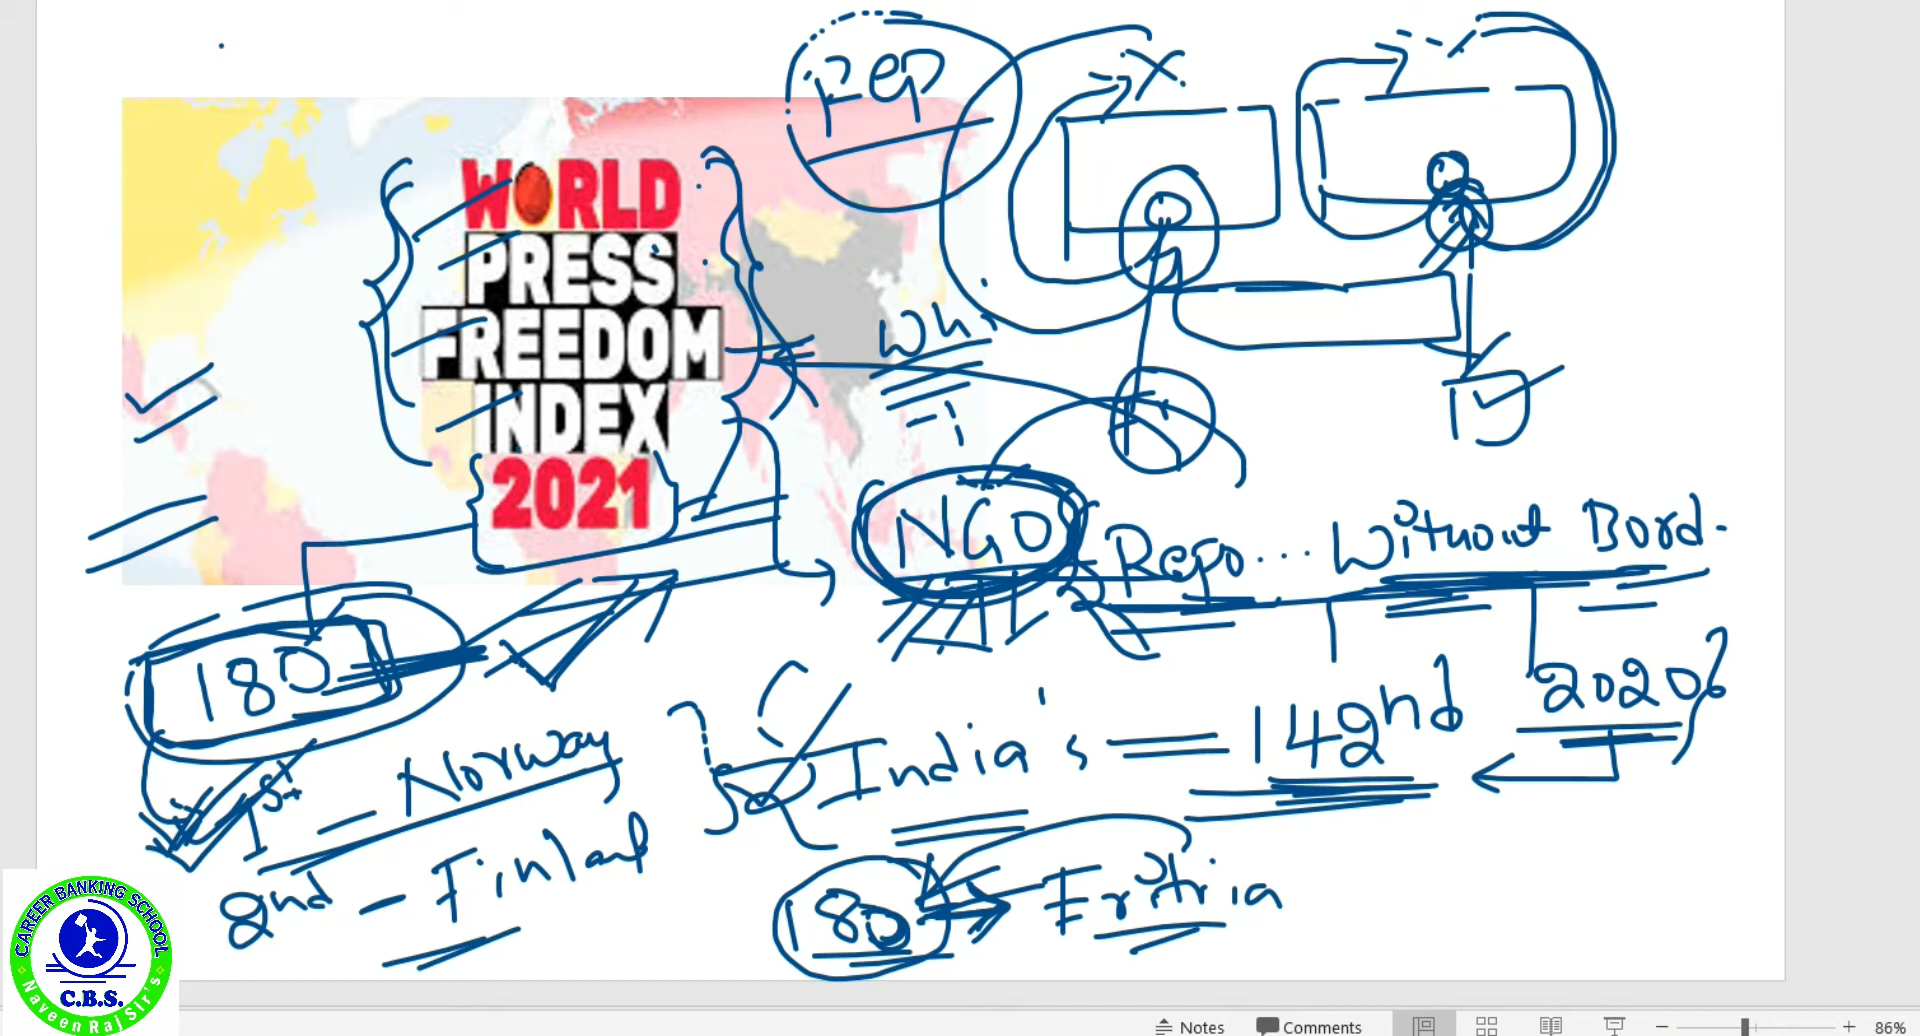 Rep
X
WORLD
PRESS
FREEDOM
INDEX
2021
Wh
NGO Repo... Without Bord-
180
India's = 142nd 2020?
1st - Norway
2nd - Finland
180 → Eritria
CAREER BANKING SCHOOL
C.B.S.
Naveen Raj Sir's
Notes Comments 86%